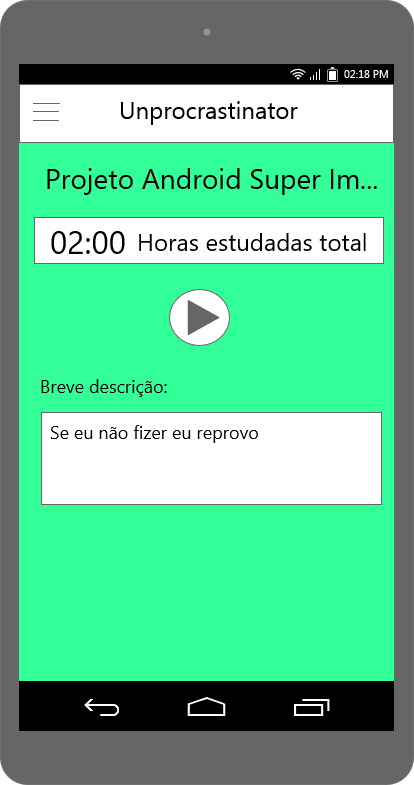 02:18 PM
Unprocrastinator
Projeto Android Super Im...
02:00 Horas estudadas total
Breve descrição:
Se eu não fizer eu reprovo